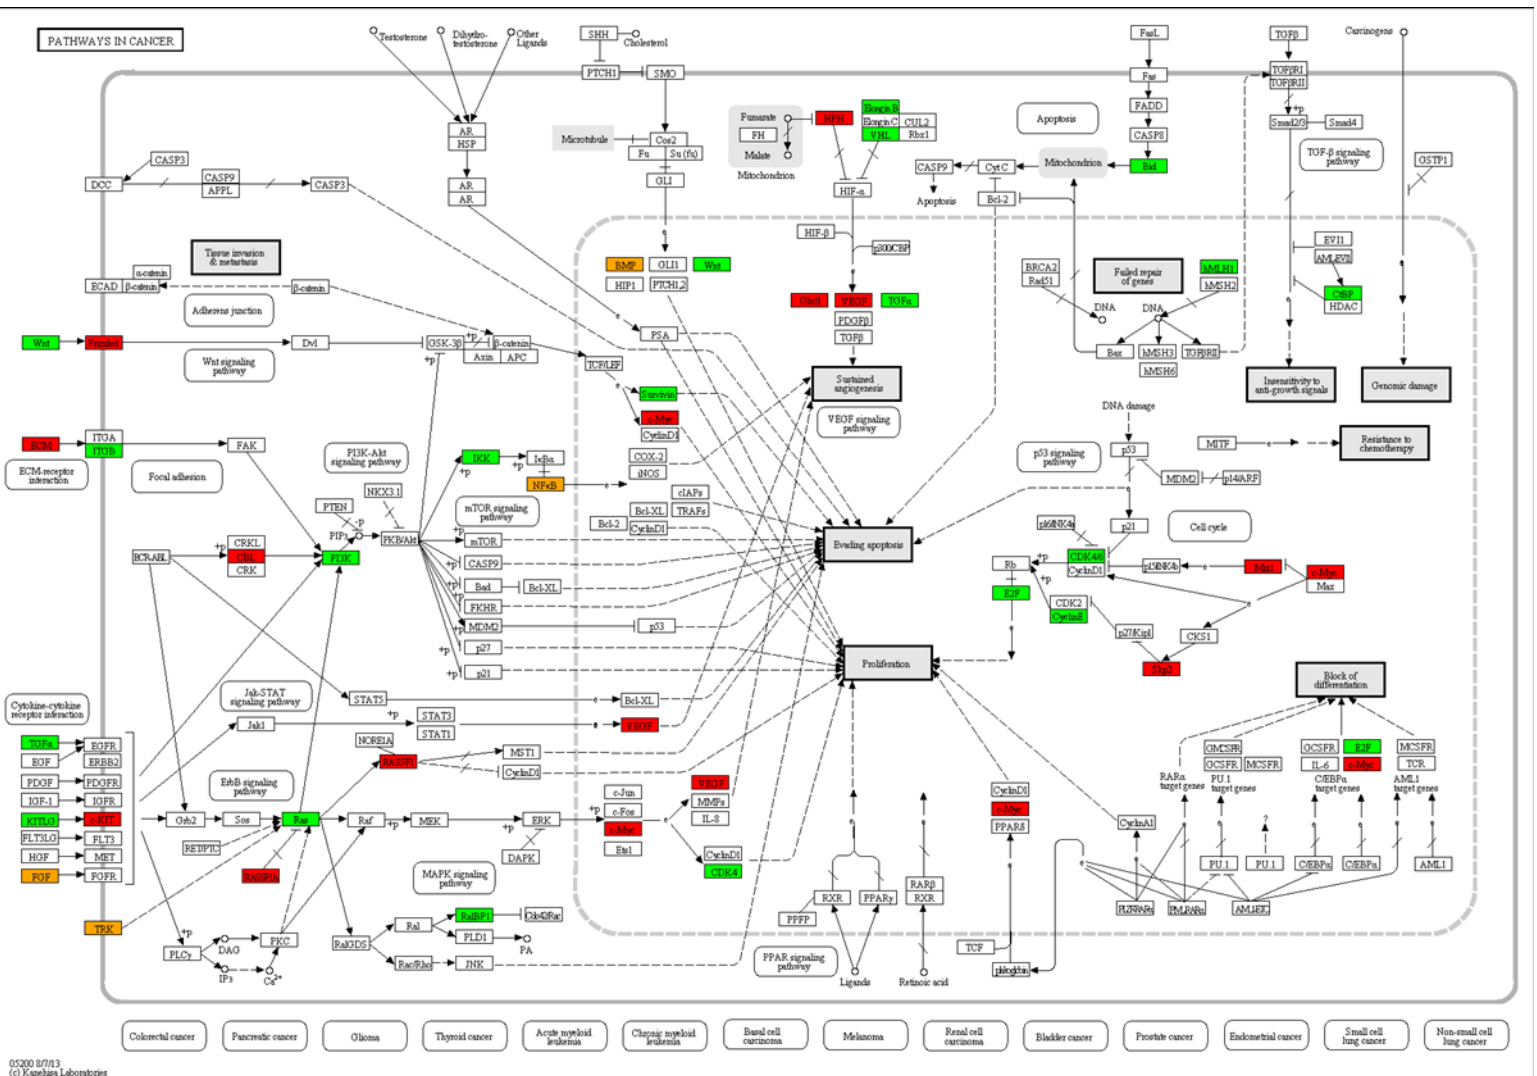 PATHWAYS IN CANCER
Testosterone
Dihydro-
testosterone
Other
Ligands
SHH
Cholesterol
PTCH1
SMO
FasL
Fas
FADD
CASP8
TGFβ
TGFβRI
TGFβRII
+p
Smad2/3
Smad4
Carcinogens
GSTP1
TGF-β signaling
pathway
Apoptosis
AR
HSP
AR
AR
Microtubule
Cos2
Fu
Su (fu)
GLI
Fumarate
FH
Malate
Mitochondrion
HPH
Elongin B
Elongin C
CUL2
VHL
Rbx1
HIF-α
CASP9
CytC
Mitochondrion
Bid
Apoptosis
Bcl-2
CASP3
DCC
CASP9
APPL
CASP3
Tissue invasion
& metastasis
ECAD
α-catenin
β-catenin
β-catenin
Adherens junction
e
BMP
GLI1
Wnt
HIP1
PTCH1,2
HIF-β
p300/CBP
e
Glut1
VEGF
TGFα
PDGFβ
TGFβ
Sustained
angiogenesis
VEGF signaling
pathway
BRCA2
Rad51
DNA
Failed repair
of genes
DNA
hMLH1
hMSH2
Bax
hMSH3
TGFβRII
hMSH6
EVI1
AML-EVI1
CtBP
HDAC
e
e
Insensitivity to
anti-growth signals
Genomic damage
Wnt
Frizzled
Dvl
GSK-3β
+p
β-catenin
Axin
APC
+p
Wnt signaling
pathway
TCF/LEF
e
PSA
e
Survivin
c-Myc
CyclinD1
ECM
ITGA
ITGB
FAK
ECM-receptor
interaction
Focal adhesion
PI3K-Akt
signaling pathway
IKK
+p
IκBα
+p
NFκB
e
COX-2
iNOS
NKX3.1
PTEN
-p
PIP3
PKB/Akt
mTOR signaling
pathway
cIAPs
Bcl-XL
TRAFs
Bcl-2
CyclinD1
DNA damage
p53
p53 signaling
pathway
MDM2
p14/ARF
MITF
e
Resistance to
chemotherapy
e
p21
Cell cycle
BCR-ABL
+p
CRKL
CBL
CRK
PI3K
+p
mTOR
+p
CASP9
+p
Bad
Bcl-XL
+p
FKHR
+p
MDM2
p53
+p
p27
+p
p21
Evading apoptosis
p16/INK4a
Rb
+p
CDK4/6
CyclinD1
p15/INK4b
e
Miz1
c-Myc
Max
E2F
+p
CDK2
CyclinE
e
e
p27/Kip1
CKS1
Skp2
Proliferation
Block of
differentiation
Cytokine-cytokine
receptor interaction
Jak-STAT
signaling pathway
STAT5
e
Bcl-XL
Jak1
+p
STAT3
STAT1
e
VEGF
TGFα
EGFR
EGF
ERBB2
PDGF
PDGFR
IGF-1
IGFR
KITLG
c-KIT
FLT3LG
FLT3
HGF
MET
FGF
FGFR
TRK
NORE1A
RASSF1
MST1
CyclinD1
ErbB signaling
pathway
Grb2
Sos
Ras
Raf
+p
MEK
+p
ERK
+p
DAPK
RET/PTC
RASSF1A
c-Jun
c-Fos
c-Myc
Ets1
e
VEGF
MMPs
IL-8
CyclinD1
CDK4
MAPK signaling
pathway
+p
PLCγ
DAG
IP3
PKC
Ca2+
RalGDS
Ral
RalBP1
Cdc42/Rac
PLD1
PA
Rac/Rho
JNK
e
RXR
PPARγ
PPFP
PPAR signaling
pathway
Ligands
e
RARβ
RXR
Retinoic acid
e
CyclinD1
c-Myc
PPARδ
TCF
plakoglobin
CyclinA1
e
e
PLZF-RARα
PML-RARα
AML1-ETO
RARα
target genes
GM-CSFR
GCSFR
MCSFR
PU.1
target genes
PU.1
?
PU.1
GCSFR
E2F
IL-6
c-Myc
C/EBPα
target genes
C/EBPα
C/EBPα
MCSFR
TCR
AML1
target genes
AML1
Colorectal cancer
Pancreatic cancer
Glioma
Thyroid cancer
Acute myeloid
leukemia
Chronic myeloid
leukemia
Basal cell
carcinoma
Melanoma
Renal cell
carcinoma
Bladder cancer
Prostate cancer
Endometrial cancer
Small cell
lung cancer
Non-small cell
lung cancer
05200 8/7/13
(c) Kanehisa Laboratories